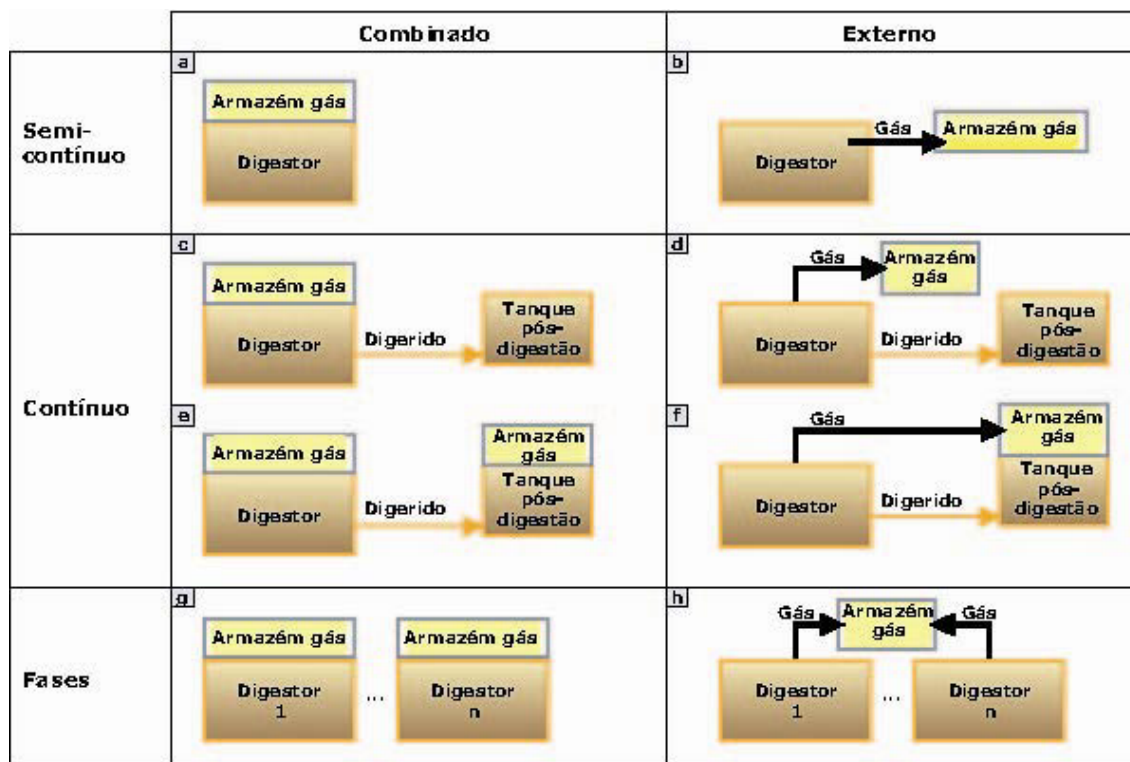 Combinado
Externo
Semi-
contínuo
a
Armazém gás
Digestor
b
Digestor
Gás
Armazém gás
Contínuo
c
Armazém gás
Digestor
Digerido
Tanque
pós-
digestão
d
Gás
Armazém
gás
Digestor
Digerido
Tanque
pós-
digestão
e
Armazém gás
Digestor
Digerido
Armazém
gás
Tanque
pós-
digestão
f
Gás
Armazém
gás
Digestor
Digerido
Tanque
pós-
digestão
Fases
g
Armazém gás
Digestor
1
...
Armazém gás
Digestor
n
h
Gás
Armazém
gás
Gás
Digestor
1
...
Digestor
n